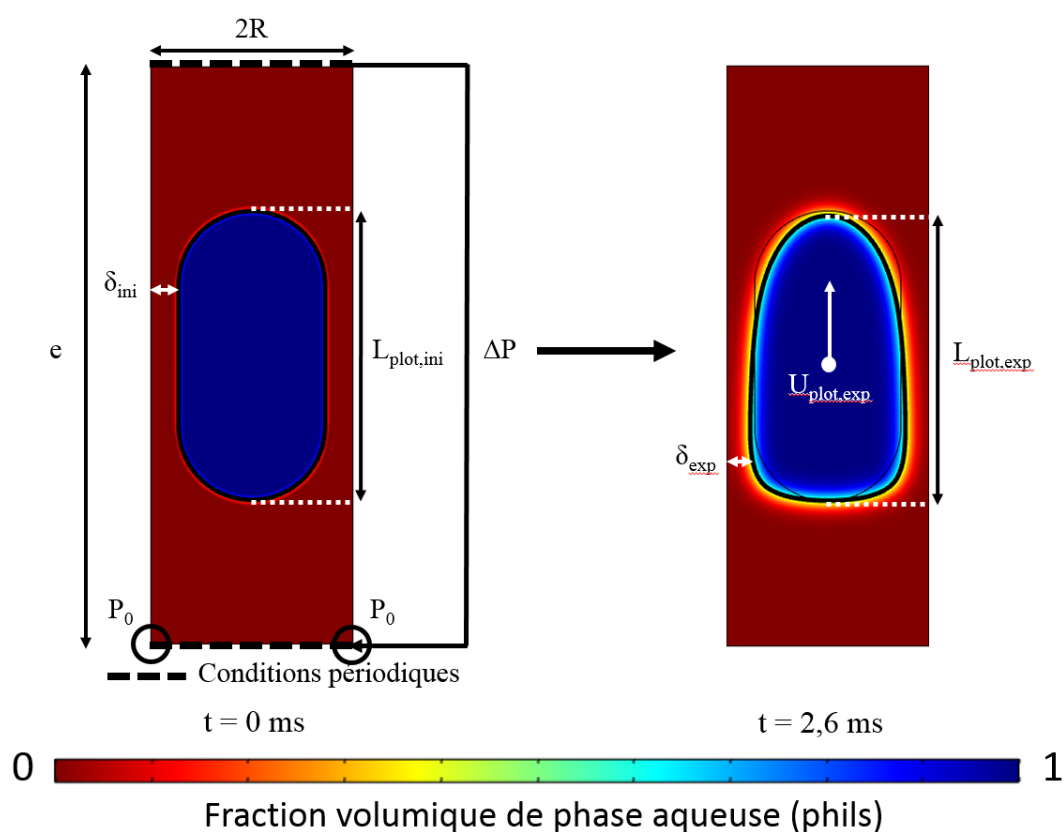 2R
δini
e
Lplot,ini
ΔP
Uplot,exp
Lplot,exp
δexp
P0
P0
Conditions périodiques
t = 0 ms
t = 2,6 ms
0
1
Fraction volumique de phase aqueuse (phils)